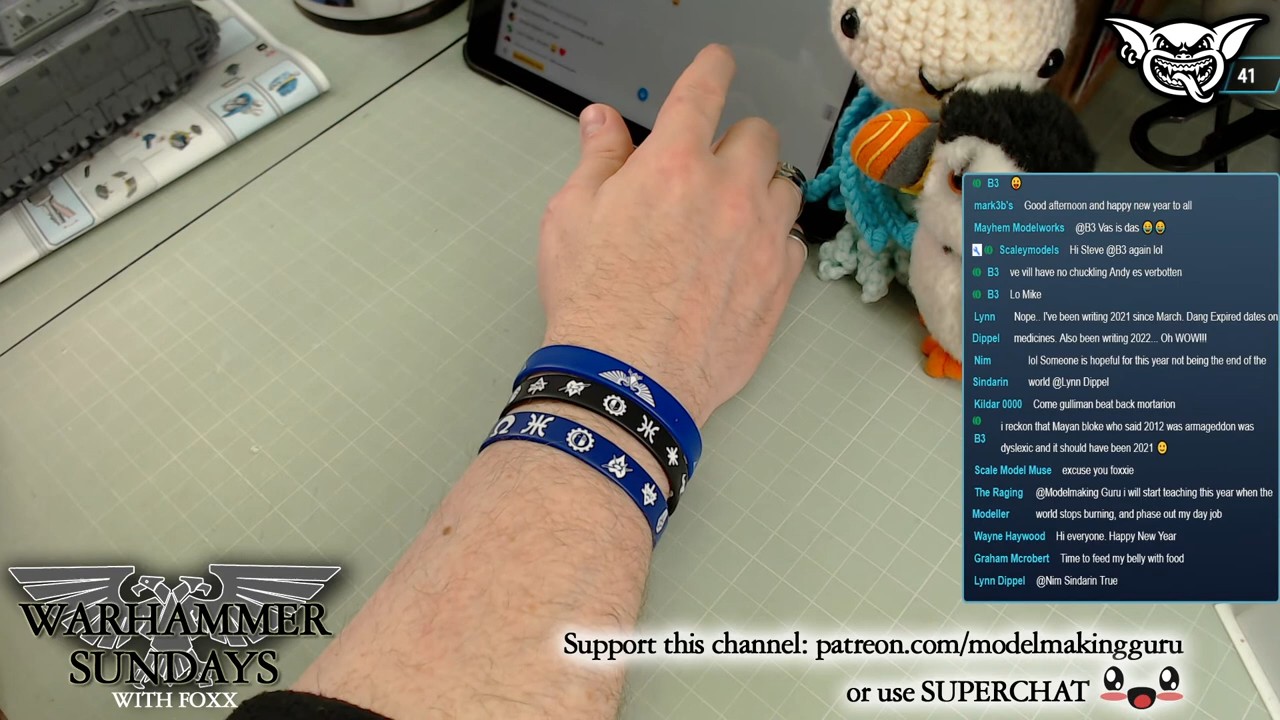 41
B3
mark3b's Good afternoon and happy new year to all
Mayhem Modelworks @B3 Vas is das
Scaleymodels Hi Steve @B3 again lol
B3 ve vill have no chuckling Andy es verbotten
B3 Lo Mike
Lynn Nope.. I've been writing 2021 since March. Dang Expired dates on
Dippel medicines. Also been writing 2022... Oh WOW!!!
Nim lol Someone is hopeful for this year not being the end of the
Sindarin world @Lynn Dippel
Kildar 0000 Come gulliman beat back mortarion
i reckon that Mayan bloke who said 2012 was armageddon was
B3 dyslexic and it should have been 2021
Scale Model Muse excuse you foxxie
The Raging @Modelmaking Guru i will start teaching this year when the
Modeller world stops burning, and phase out my day job
Wayne Haywood Hi everyone. Happy New Year
Graham Mcrobert Time to feed my belly with food
Lynn Dippel @Nim Sindarin True
WARHAMMER
SUNDAYS
WITH FOXX
Support this channel: patreon.com/modelmakingguru
or use SUPERCHAT